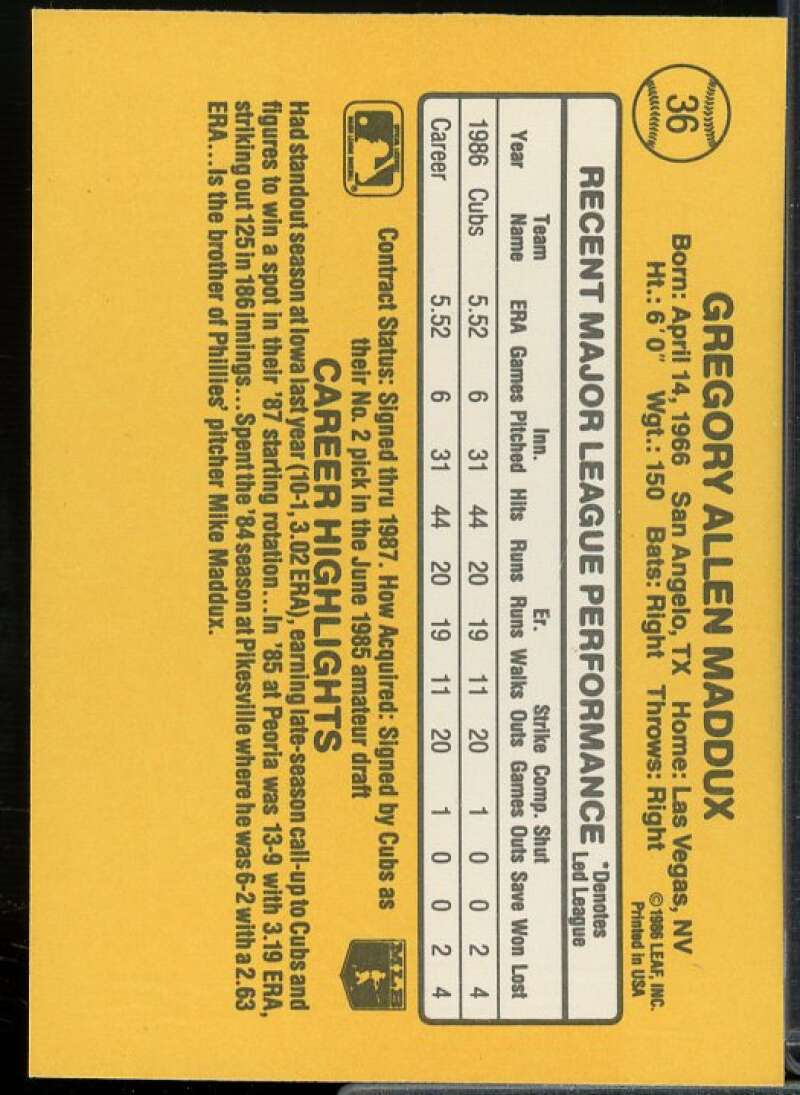 36
GREGORY ALLEN MADDUX
Born: April 14, 1966 San Angelo, TX Home: Las Vegas, NV
Ht.: 6'0" Wgt.: 150 Bats: Right Throws: Right
©1986 LEAF, INC.
Printed in USA
RECENT MAJOR LEAGUE PERFORMANCE *Denotes Led League
Team Inn. Er. Strike Comp. Shut
Year Name ERA Games Pitched Hits Runs Runs Walks Outs Games Outs Save Won Lost
1986 Cubs 5.52 6 31 44 20 19 11 20 1 0 0 2 4
Career 5.52 6 31 44 20 19 11 20 1 0 0 2 4
Contract Status: Signed thru 1987. How Acquired: Signed by Cubs as
their No. 2 pick in the June 1985 amateur draft
MLB
CAREER HIGHLIGHTS
Had standout season at Iowa last year (10-1, 3.02 ERA), earning late-season call-up to Cubs and
figures to win a spot in their '87 starting rotation...In '85 at Peoria was 13-9 with 3.19 ERA,
striking out 125 in 186 innings...Spent the '84 season at Pikesville where he was 6-2 with a 2.63
ERA...Is the brother of Phillies' pitcher Mike Maddux.